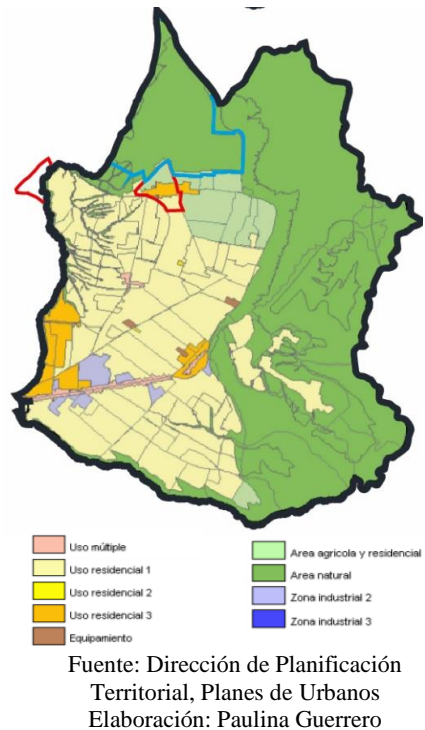 Uso múltiple
Uso residencial 1
Uso residencial 2
Uso residencial 3
Equipamiento
Area agricola y residencial
Area natural
Zona industrial 2
Zona industrial 3
Fuente: Dirección de Planificación
Territorial, Planes de Urbanos
Elaboración: Paulina Guerrero